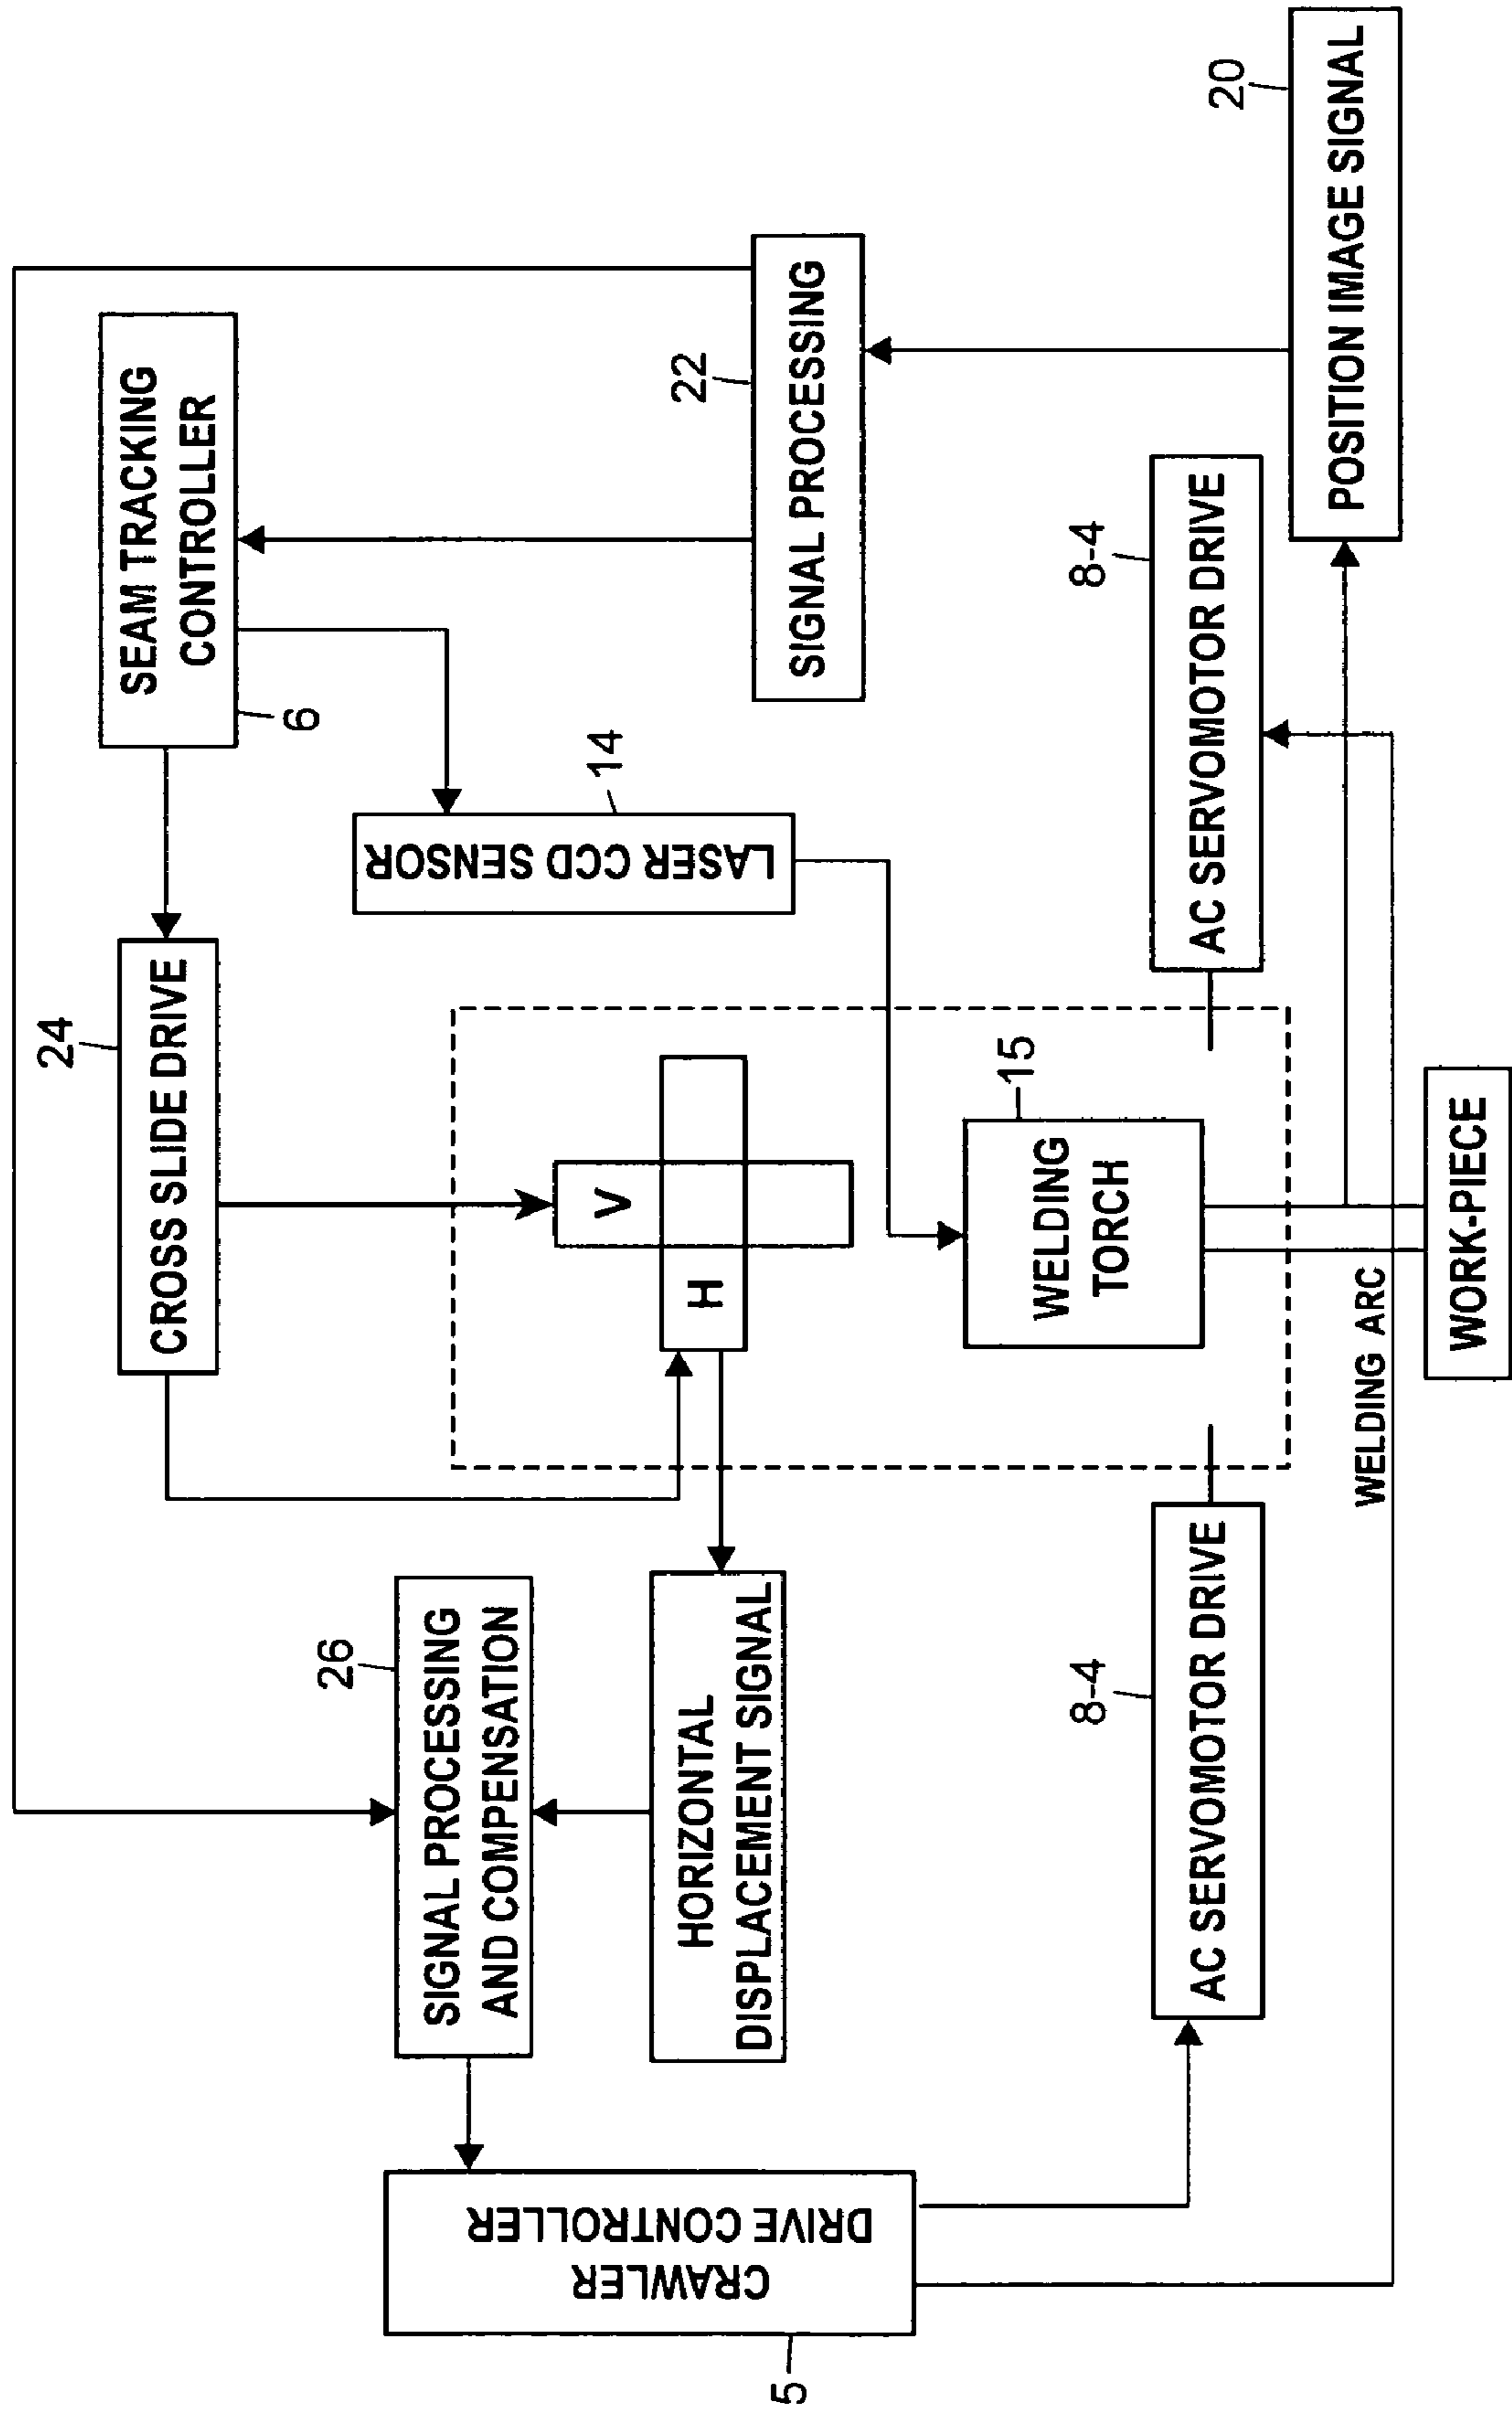 24
CROSS SLIDE DRIVE
SEAM TRACKING
CONTROLLER
6
26
SIGNAL PROCESSING
AND COMPENSATION
CRAWLER
DRIVE CONTROLLER
5
HORIZONTAL
DISPLACEMENT SIGNAL
V
H
LASER CCD SENSOR
14
22
SIGNAL PROCESSING
WELDING
TORCH
15
8-4
AC SERVOMOTOR DRIVE
8-4
AC SERVOMOTOR DRIVE
20
POSITION IMAGE SIGNAL
WELDING ARC
WORK-PIECE